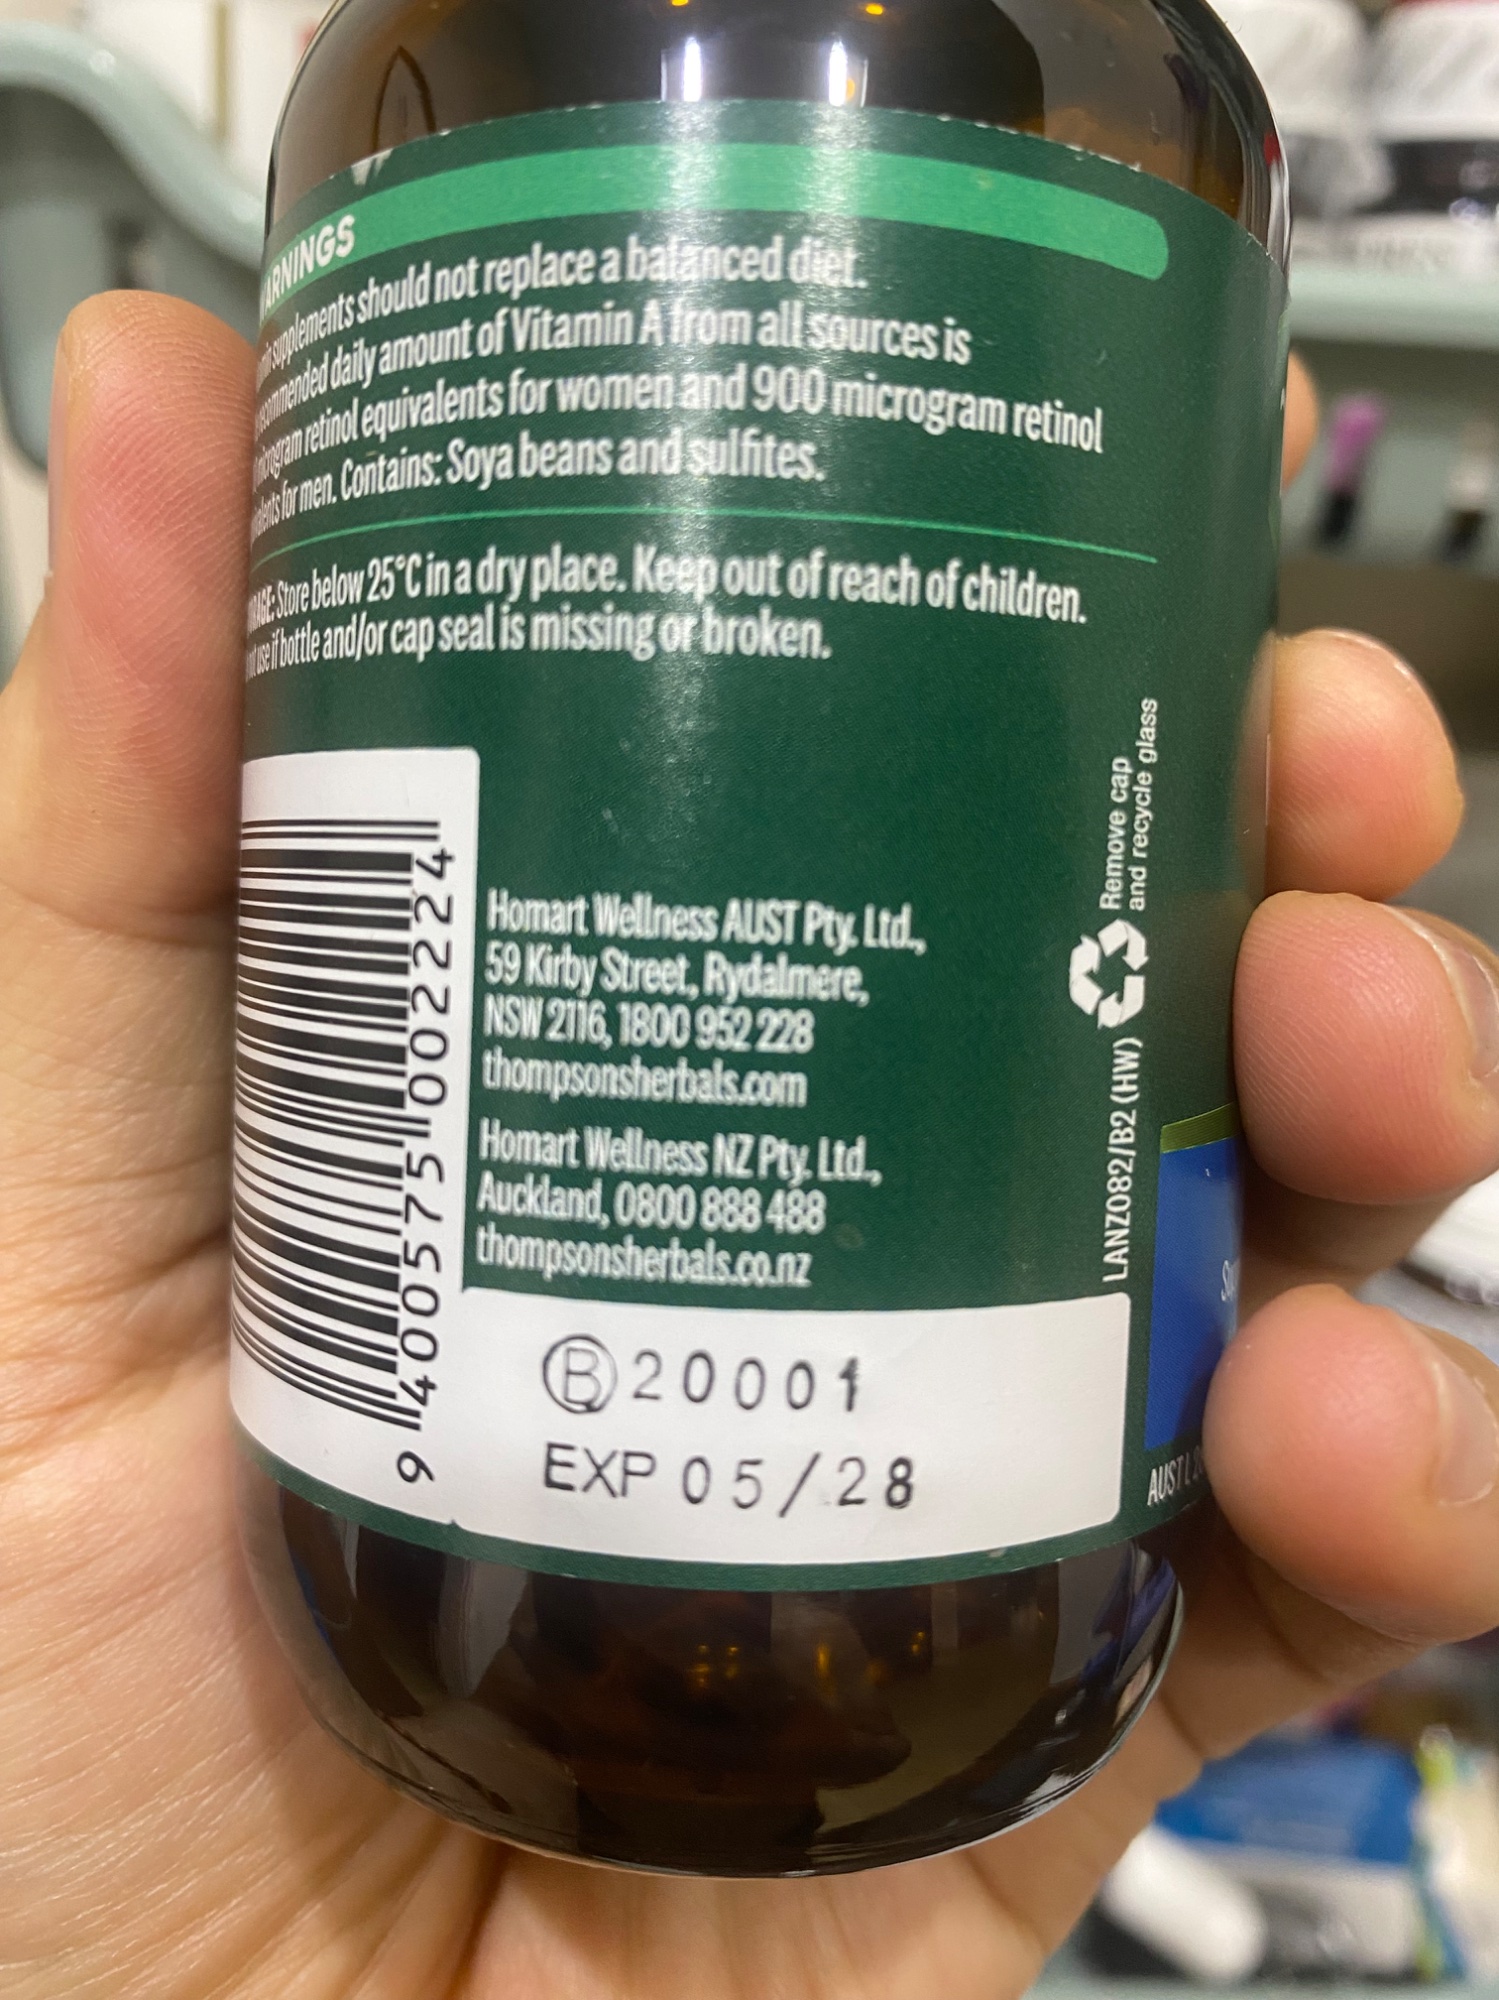 WARNINGS
supplements should not replace a balanced diet.
recommended daily amount of Vitamin A from all sources is
microgram retinol equivalents for women and 900 microgram retinol
for men. Contains: Soya beans and sulfites.
Store below 25°C in a dry place. Keep out of reach of children.
use if bottle and/or cap seal is missing or broken.
Remove cap
and recycle glass
LANZ082/B2 (HW)
9 400575 002224
Homart Wellness AUST Pty. Ltd.,
59 Kirby Street, Rydalmere,
NSW 2116, 1800 952 228
thompsonsherbals.com
Homart Wellness NZ Pty. Ltd.,
Auckland, 0800 888 488
thompsonsherbals.co.nz
Ⓑ 20001
EXP 05/28
AUST L